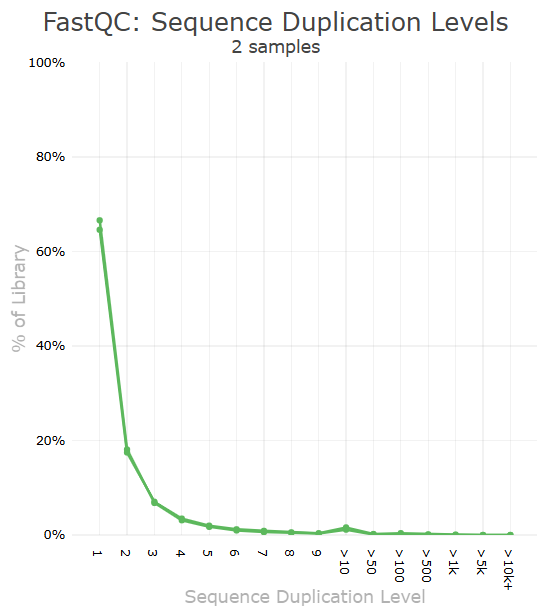 FastQC: Sequence Duplication Levels
2 samples
100%
80%
60%
40%
20%
0%
% of Library
1
2
3
4
5
6
7
8
9
> 10
> 50
> 100
> 500
> 1k
> 5k
> 10k+
Sequence Duplication Level